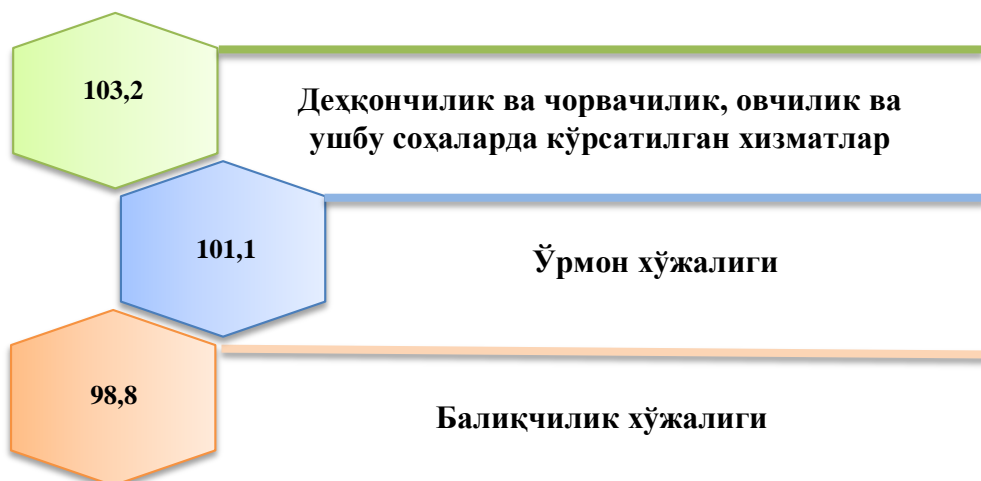 103,2
Деҳқончилик ва чорвачилик, овчилик ва
ушбу соҳаларда кўрсатилган хизматлар
101,1
Ўрмон хўжалиги
98,8
Балиқчилик хўжалиги